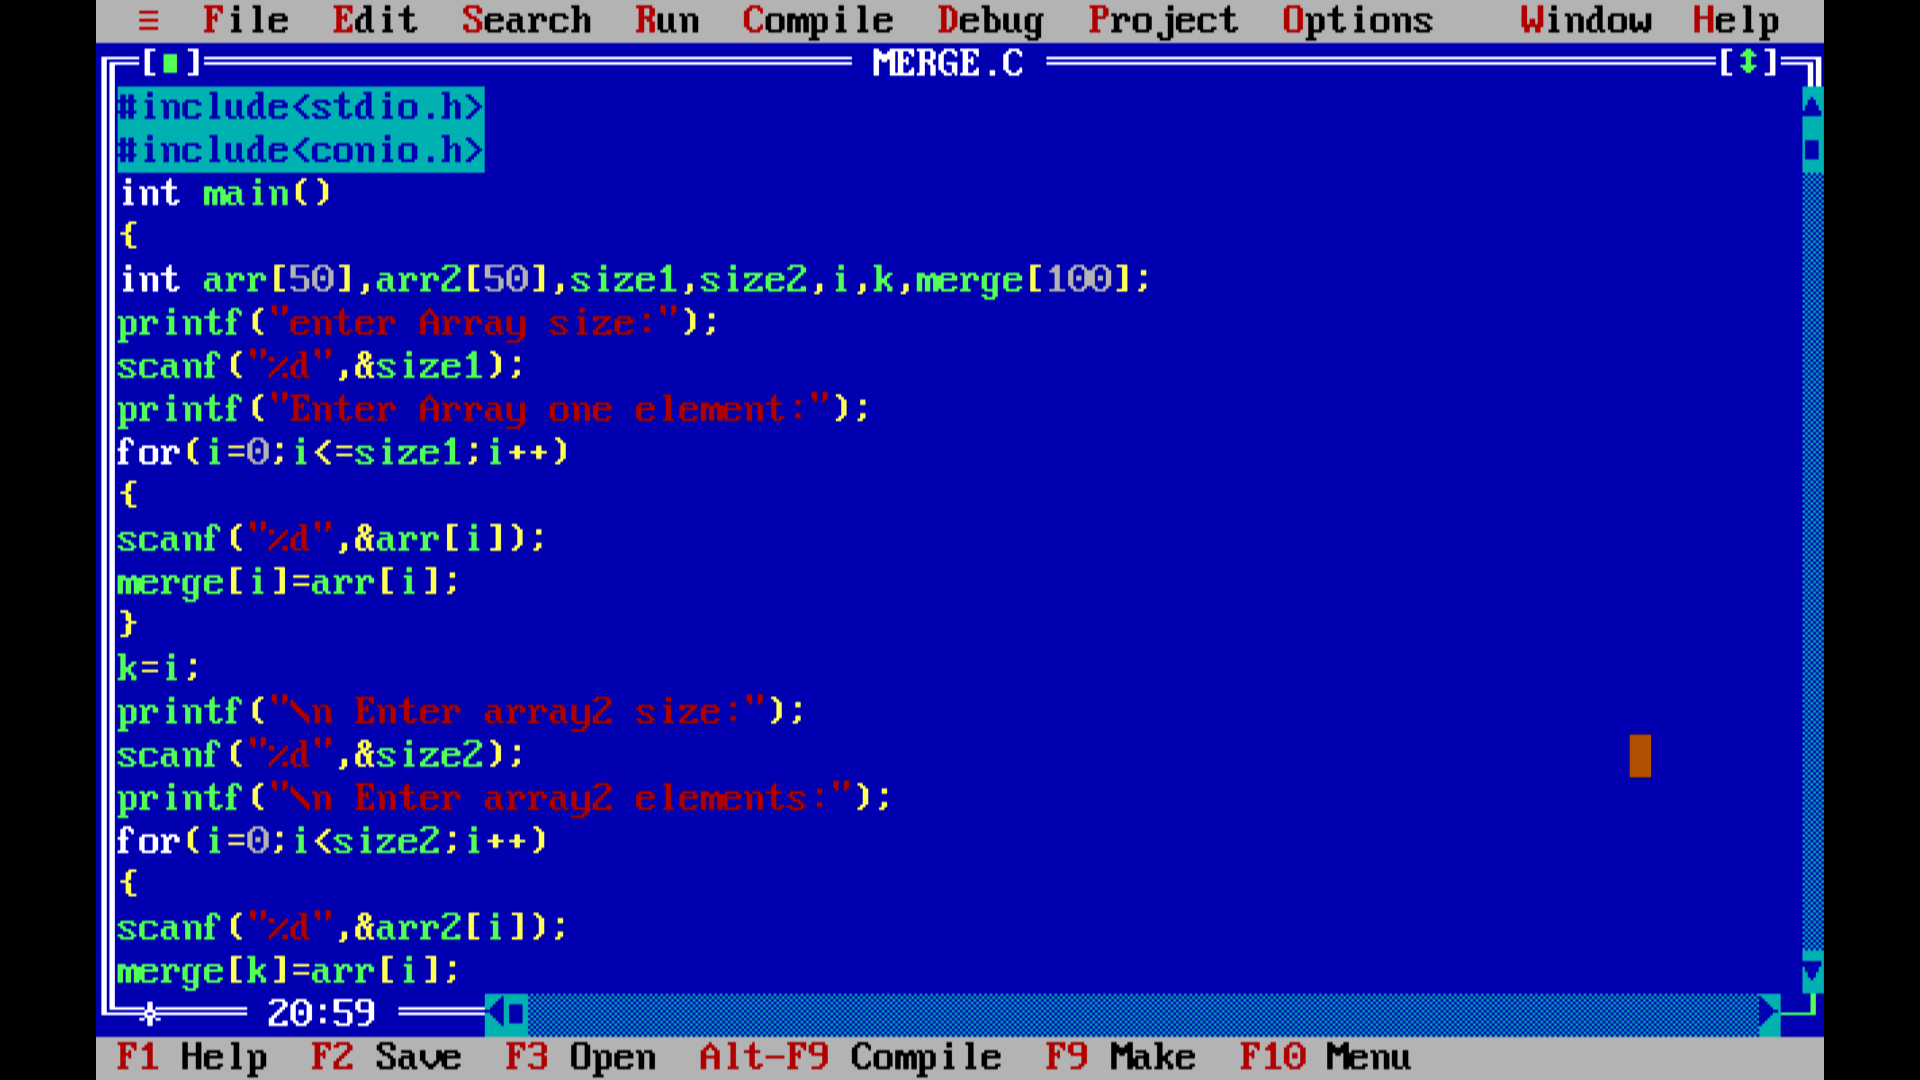 ≡ File Edit Search Run Compile Debug Project Options Window Help
[■] MERGE.C [↕]
#include<stdio.h>
#include<conio.h>
int main()
{
int arr[50],arr2[50],size1,size2,i,k,merge[100];
printf("enter Array size:");
scanf("%d",&size1);
printf("Enter Array one element:");
for(i=0;i<=size1;i++)
{
scanf("%d",&arr[i]);
merge[i]=arr[i];
}
k=i;
printf("\n Enter array2 size:");
scanf("%d",&size2);
printf("\n Enter array2 elements:");
for(i=0;i<size2;i++)
{
scanf("%d",&arr2[i]);
merge[k]=arr[i];
20:59
F1 Help F2 Save F3 Open Alt-F9 Compile F9 Make F10 Menu